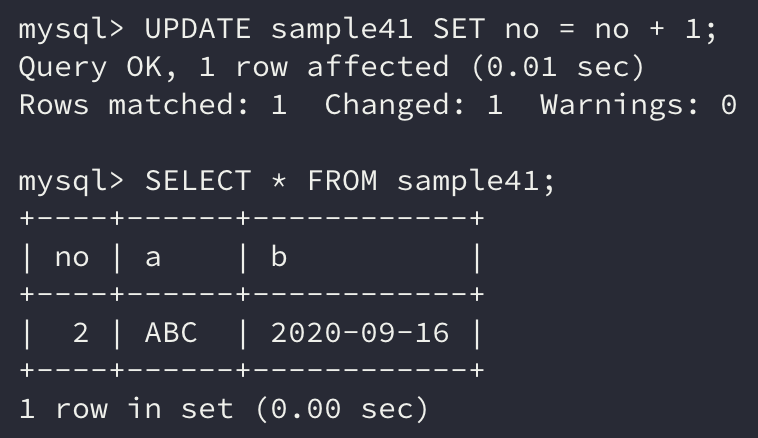 mysql> UPDATE sample41 SET no = no + 1;
Query OK, 1 row affected (0.01 sec)
Rows matched: 1  Changed: 1  Warnings: 0

mysql> SELECT * FROM sample41;
+----+------+------------+
| no | a    | b          |
+----+------+------------+
|  2 | ABC  | 2020-09-16 |
+----+------+------------+
1 row in set (0.00 sec)